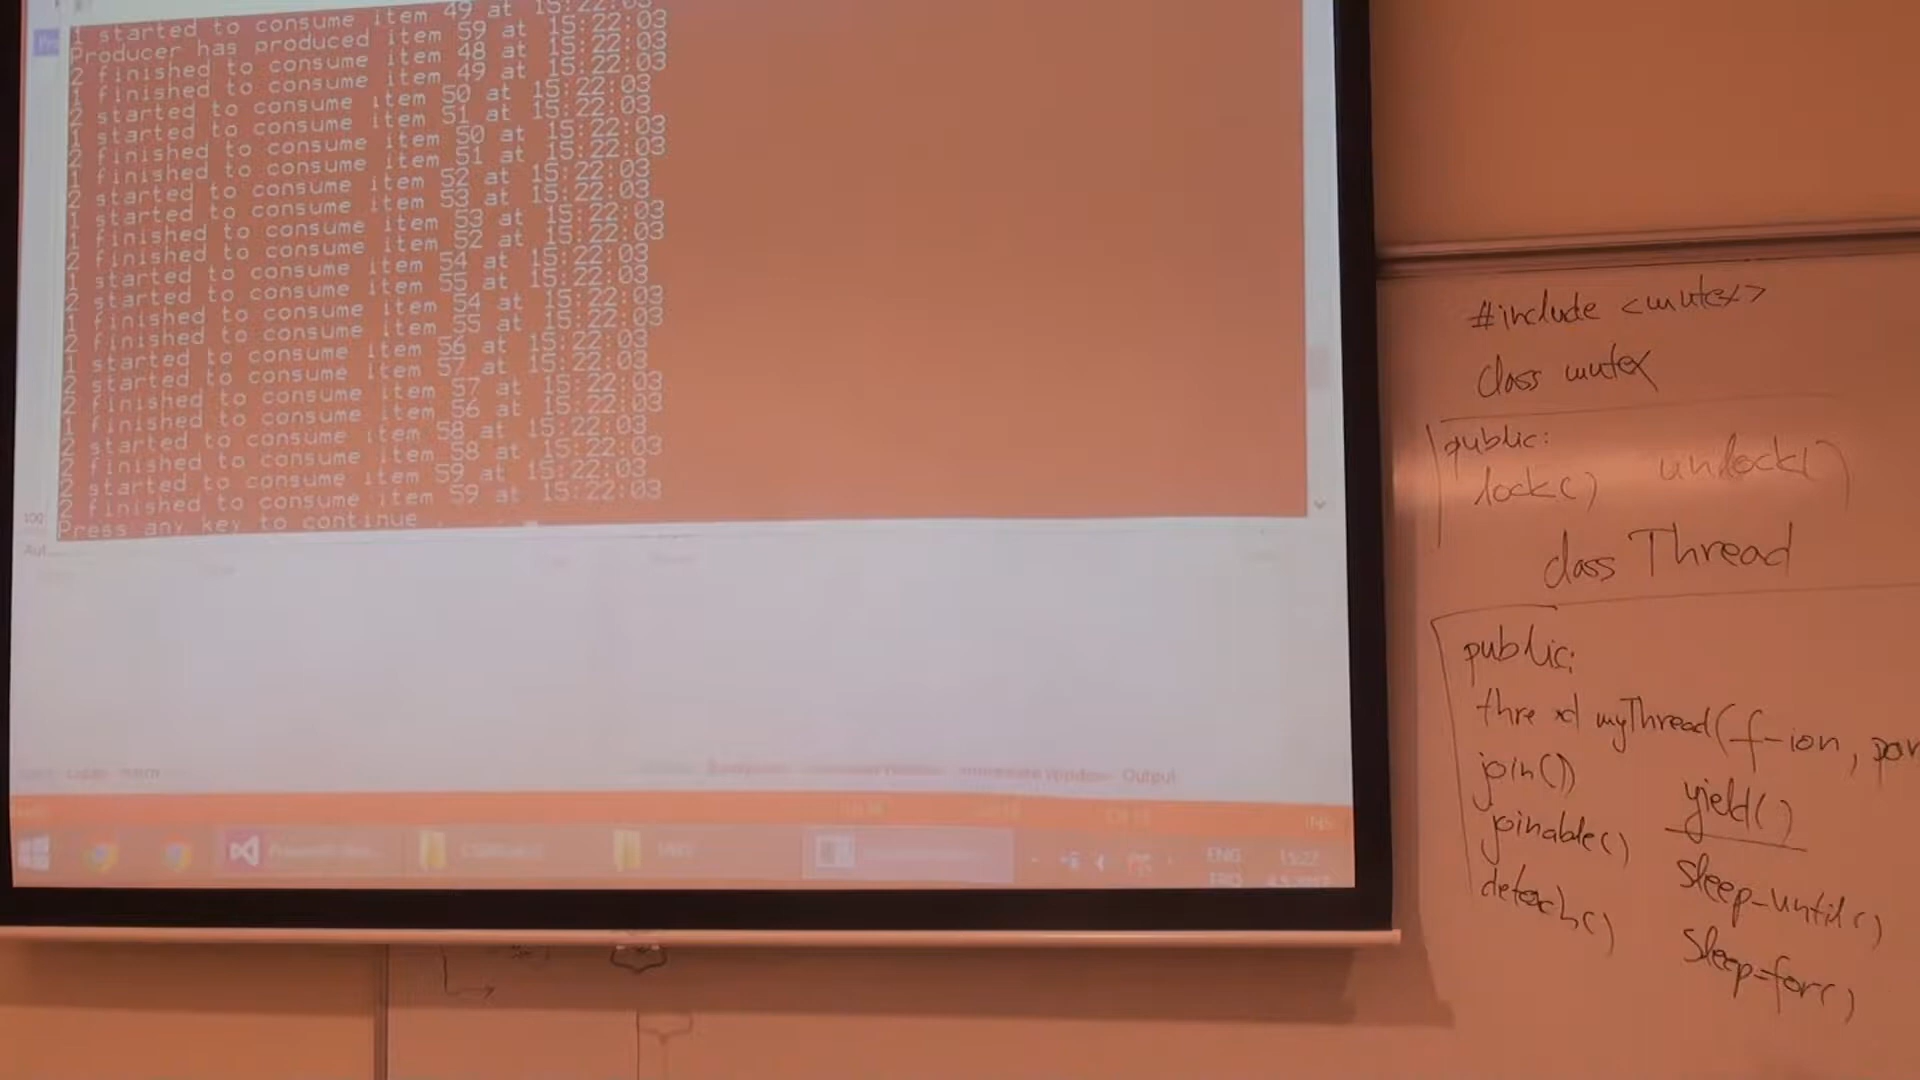 1 started to consume item 49 at 15:22:03
Producer has produced item 59 at 15:22:03
2 finished to consume item 48 at 15:22:03
1 finished to consume item 49 at 15:22:03
2 started to consume item 50 at 15:22:03
1 started to consume item 51 at 15:22:03
2 finished to consume item 50 at 15:22:03
1 finished to consume item 51 at 15:22:03
2 started to consume item 52 at 15:22:03
1 started to consume item 53 at 15:22:03
1 finished to consume item 53 at 15:22:03
2 finished to consume item 52 at 15:22:03
1 started to consume item 54 at 15:22:03
2 started to consume item 55 at 15:22:03
1 finished to consume item 54 at 15:22:03
2 finished to consume item 55 at 15:22:03
1 started to consume item 56 at 15:22:03
2 started to consume item 57 at 15:22:03
2 finished to consume item 57 at 15:22:03
1 finished to consume item 56 at 15:22:03
2 started to consume item 58 at 15:22:03
2 finished to consume item 58 at 15:22:03
2 started to consume item 59 at 15:22:03
2 finished to consume item 59 at 15:22:03
Press any key to continue . 
100
Output
INS
ENG 15:22
#include <mutex>
class mutex
public:
lock() unlock()
class Thread
public:
thread myThread(f-ion, par
join()
yield()
joinable()
sleep_until()
detach()
sleep=for()